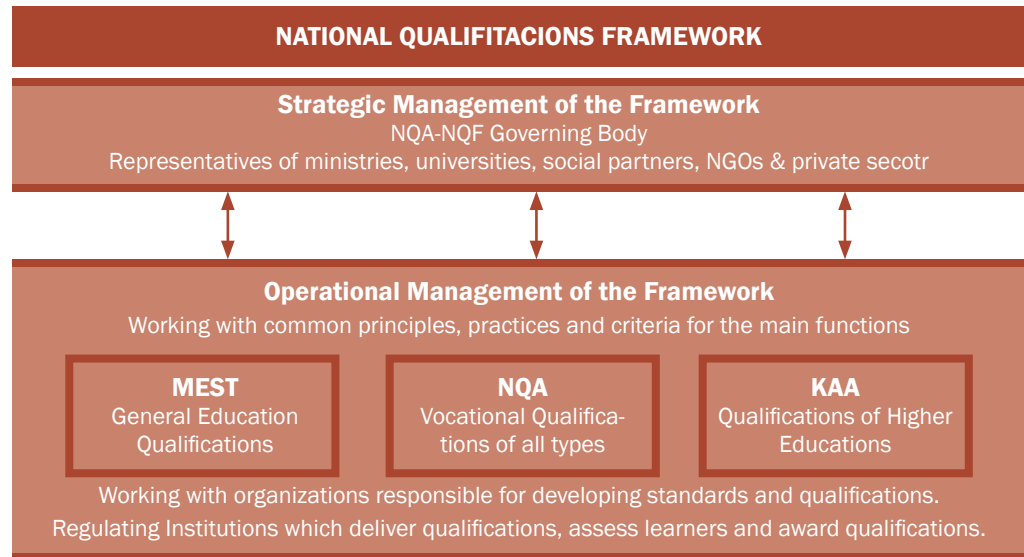 NATIONAL QUALIFITACIONS FRAMEWORK
Strategic Management of the Framework
NQA-NQF Governing Body
Representatives of ministries, universities, social partners, NGOs & private secotr
Operational Management of the Framework
Working with common principles, practices and criteria for the main functions
MEST
General Education
Qualifications
NQA
Vocational Qualifica-
tions of all types
KAA
Qualifications of Higher
Educations
Working with organizations responsible for developing standards and qualifications.
Regulating Institutions which deliver qualifications, assess learners and award qualifications.